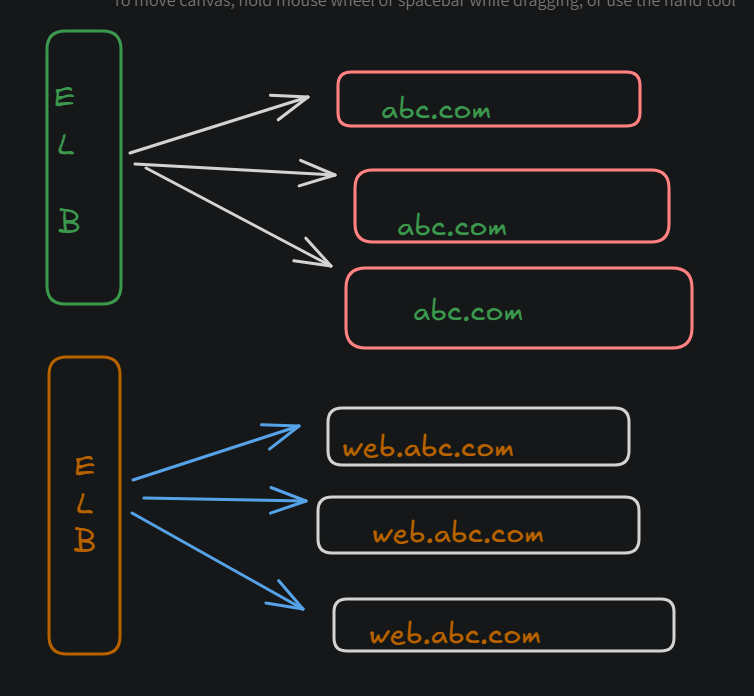 To move canvas, hold mouse wheel or spacebar while dragging, or use the hand tool
E
L
B
abc.com
abc.com
abc.com
E
L
B
web.abc.com
web.abc.com
web.abc.com